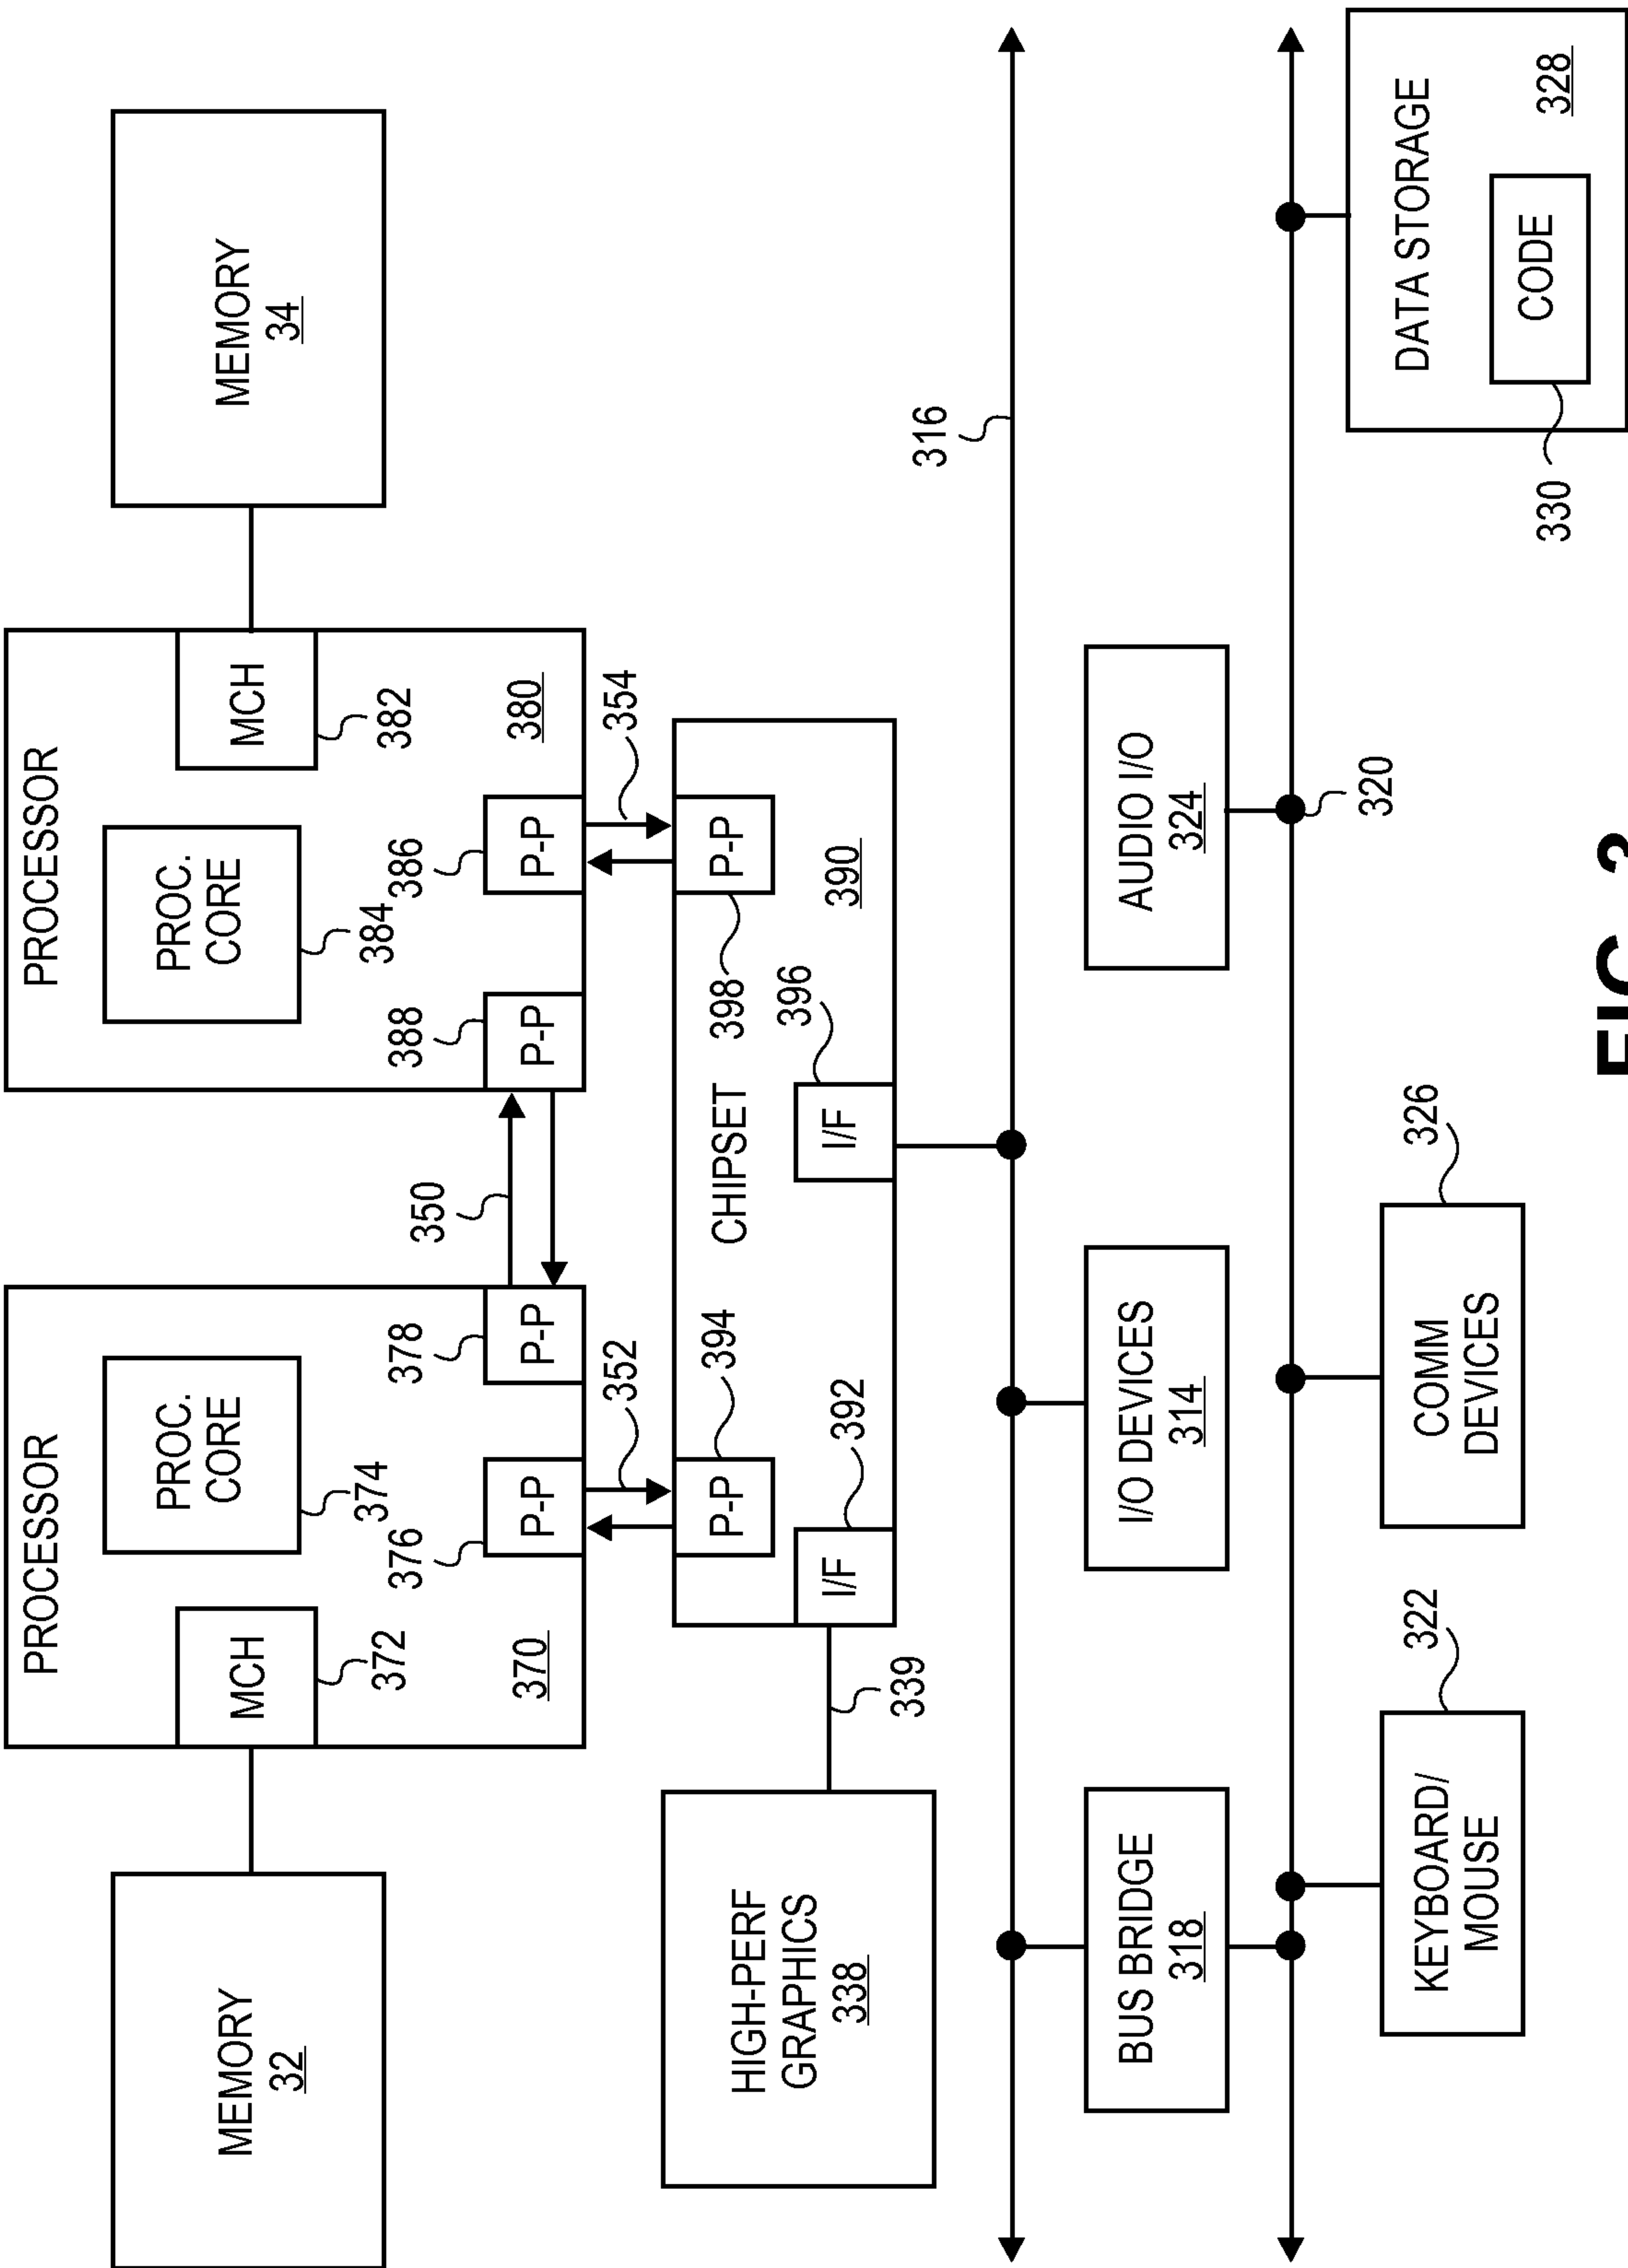 PROCESSOR
PROCESSOR
MEMORY
32
MCH
372
PROC.
CORE
374
376
P-P
378
P-P
370
350
388
P-P
PROC.
CORE
384
386
P-P
MCH
382
380
MEMORY
34
352
354
HIGH-PERF
GRAPHICS
338
339
P-P
394
I/F
392
CHIPSET
I/F
396
P-P
398
390
316
BUS BRIDGE
318
I/O DEVICES
314
AUDIO I/O
324
320
KEYBOARD/
MOUSE
322
COMM
DEVICES
326
DATA STORAGE
CODE
328
330
FIG. 3